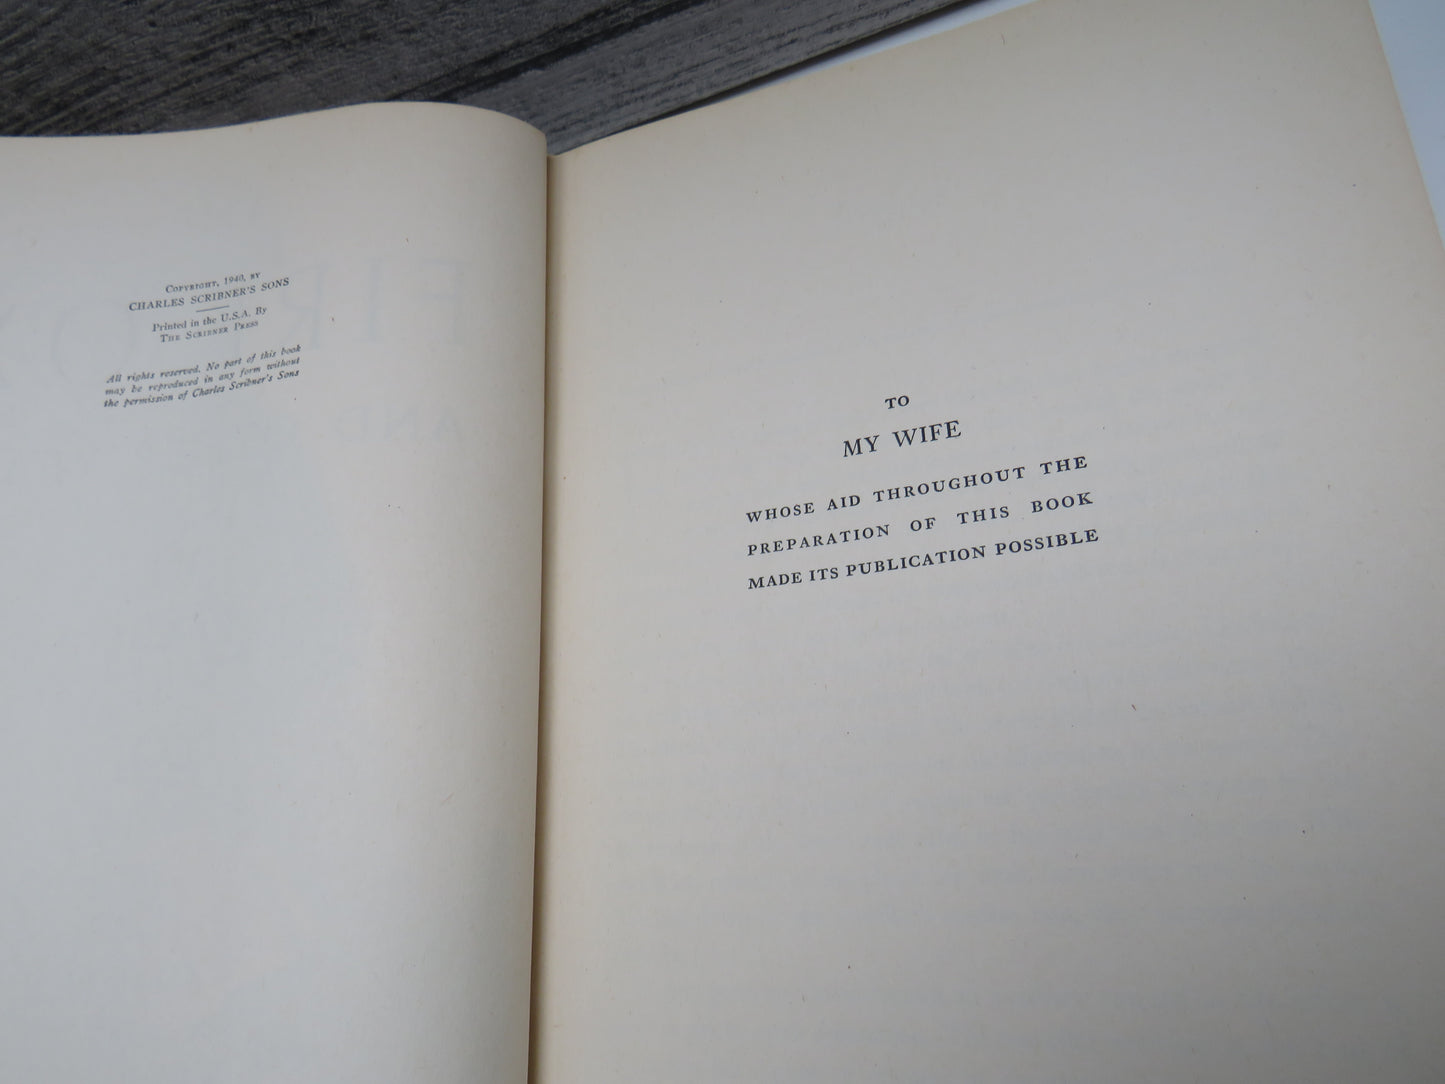 COPYRIGHT, 1940, BY
CHARLES SCRIBNER'S SONS
Printed in the U.S.A. By
THE SCRIBNER PRESS
All rights reserved. No part of this book
may be reproduced in any form without
the permission of Charles Scribner's Sons
TO
MY WIFE
WHOSE AID THROUGHOUT THE
PREPARATION OF THIS BOOK
MADE ITS PUBLICATION POSSIBLE